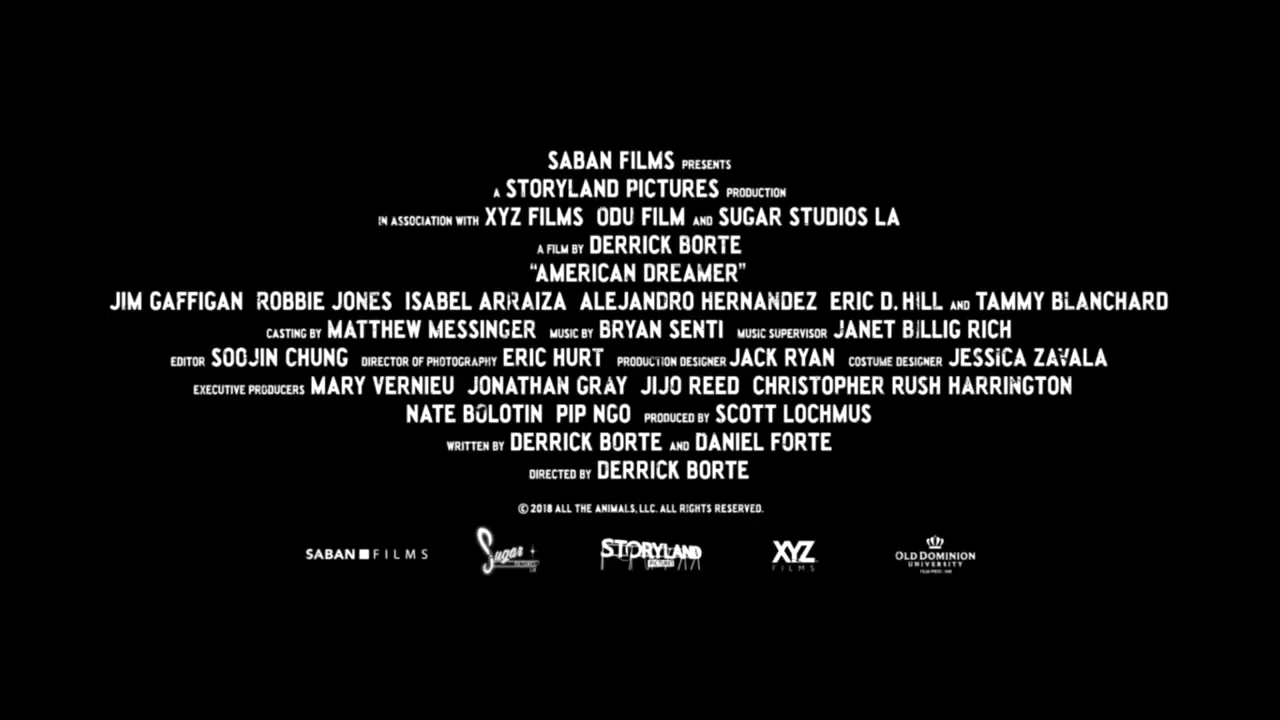 SABAN FILMS PRESENTS
A STORYLAND PICTURES PRODUCTION
IN ASSOCIATION WITH XYZ FILMS ODU FILM AND SUGAR STUDIOS LA
A FILM BY DERRICK BORTE
“AMERICAN DREAMER”
JIM GAFFIGAN ROBBIE JONES ISABEL ARRAIZA ALEJANDRO HERNANDEZ ERIC D. HILL AND TAMMY BLANCHARD
CASTING BY MATTHEW MESSINGER MUSIC BY BRYAN SENTI MUSIC SUPERVISOR JANET BILLIG RICH
EDITOR SOOJIN CHUNG DIRECTOR OF PHOTOGRAPHY ERIC HURT PRODUCTION DESIGNER JACK RYAN COSTUME DESIGNER JESSICA ZAVALA
EXECUTIVE PRODUCERS MARY VERNIEU JONATHAN GRAY JIJO REED CHRISTOPHER RUSH HARRINGTON
NATE BOLOTIN PIP NGO PRODUCED BY SCOTT LOCHMUS
WRITTEN BY DERRICK BORTE AND DANIEL FORTE
DIRECTED BY DERRICK BORTE
© 2018 ALL THE ANIMALS, LLC. ALL RIGHTS RESERVED.
SABAN FILMS
Sugar
STORYLAND
PICTURES
XYZ
FILMS
OLD DOMINION
UNIVERSITY